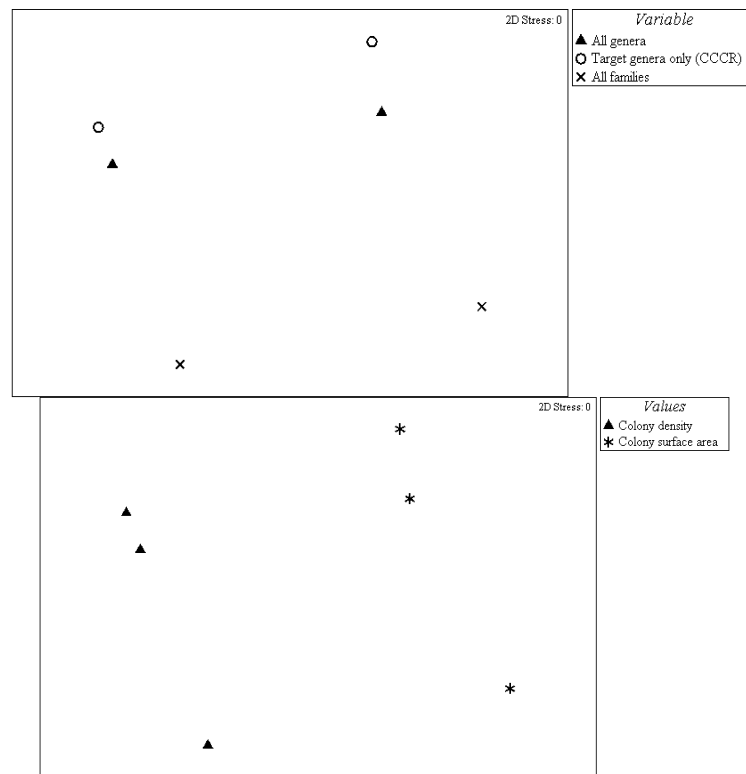 2D Stress: 0
Variable
All genera
Target genera only (CCCR)
All families
2D Stress: 0
Values
Colony density
Colony surface area